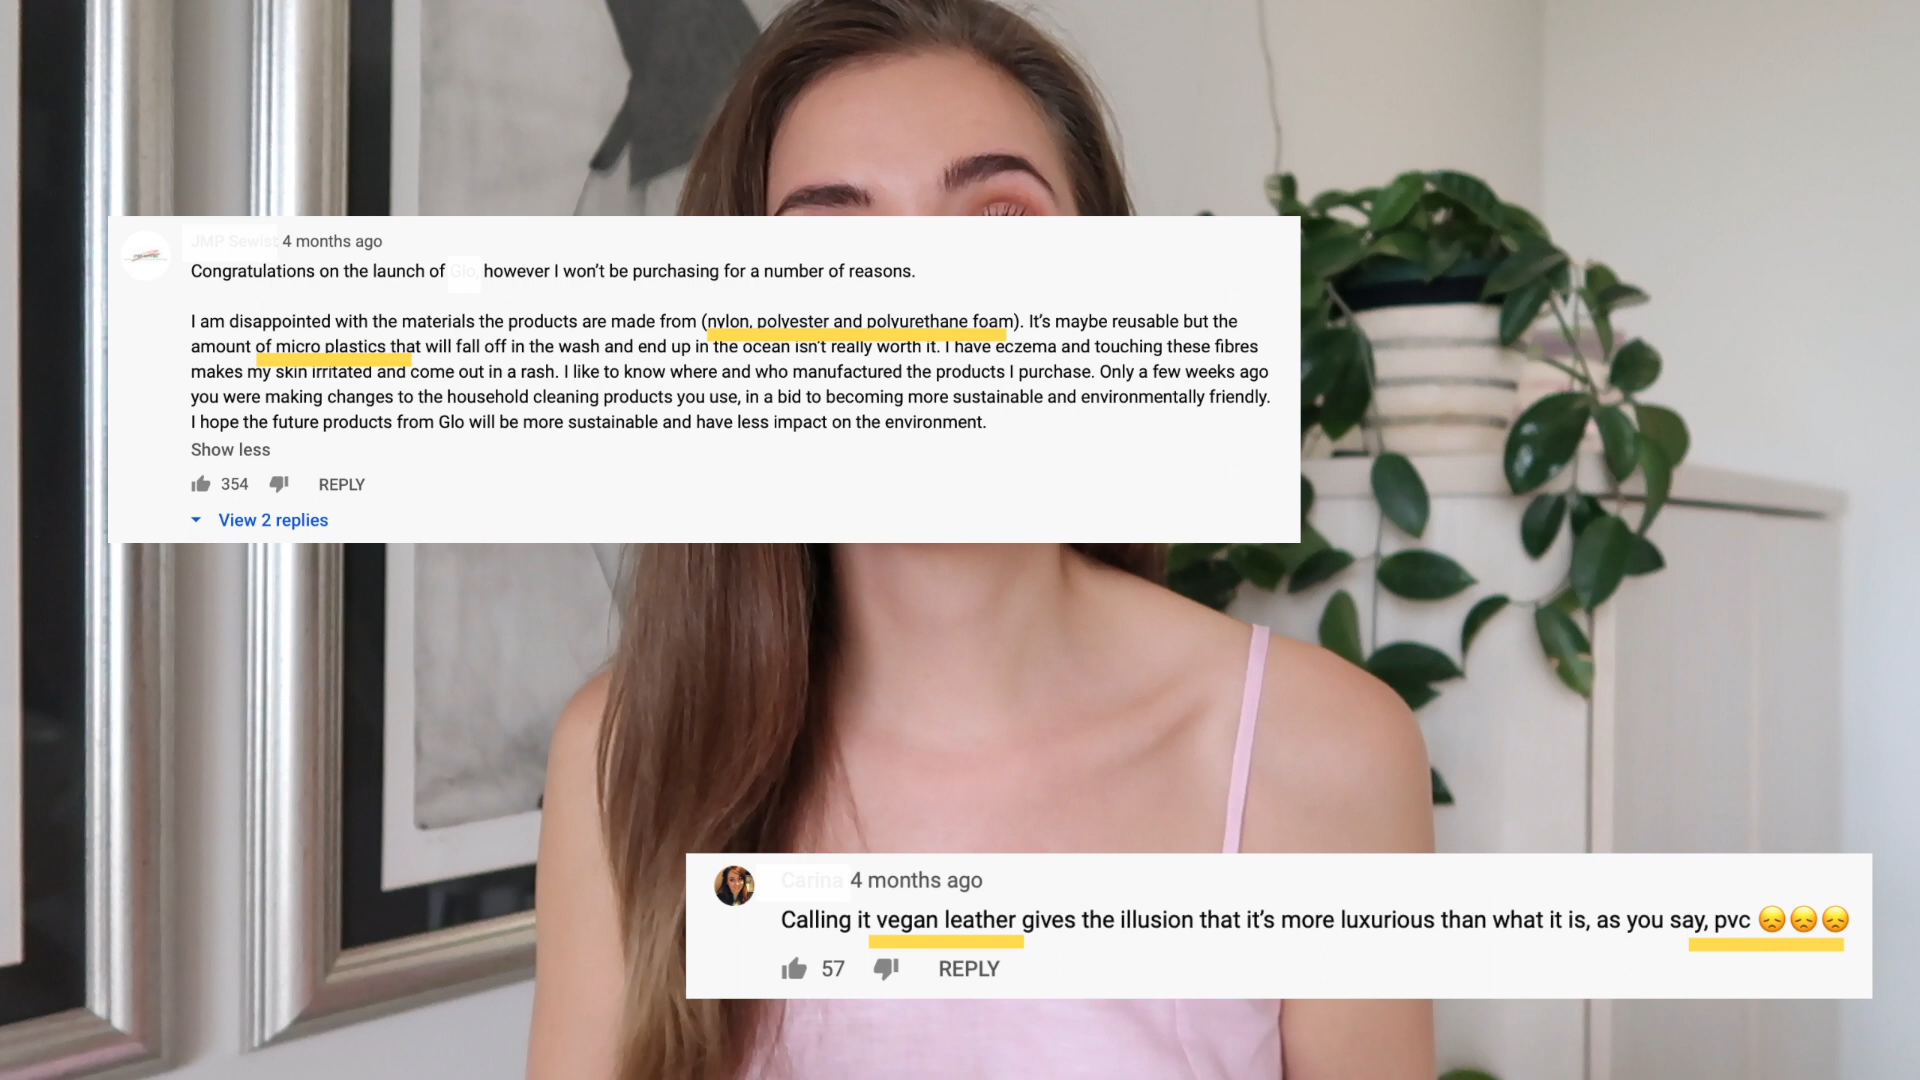 JMP Sewist 4 months ago
Congratulations on the launch of Glo, however I won’t be purchasing for a number of reasons.
I am disappointed with the materials the products are made from (nylon, polyester and polyurethane foam). It’s maybe reusable but the
amount of micro plastics that will fall off in the wash and end up in the ocean isn’t really worth it. I have eczema and touching these fibres
makes my skin irritated and come out in a rash. I like to know where and who manufactured the products I purchase. Only a few weeks ago
you were making changes to the household cleaning products you use, in a bid to becoming more sustainable and environmentally friendly.
I hope the future products from Glo will be more sustainable and have less impact on the environment.
Show less
354 REPLY
View 2 replies
Carina 4 months ago
Calling it vegan leather gives the illusion that it’s more luxurious than what it is, as you say, pvc 😞😞😞
57 REPLY